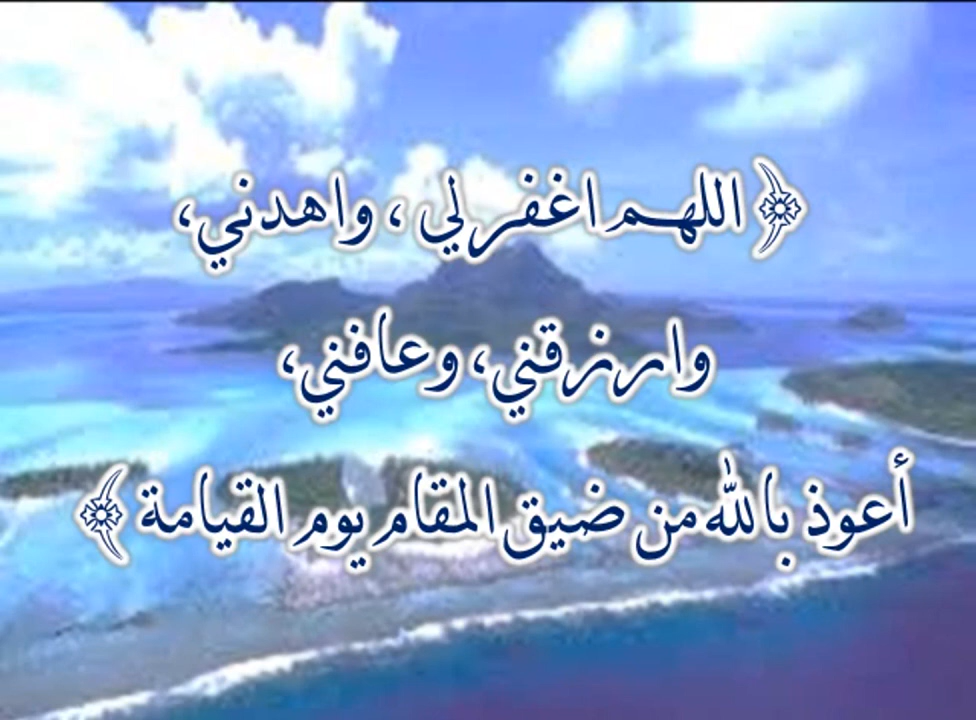 ﴿ اللهم اغفر لي ، واهدني،
وارزقني، وعافني،
أعوذ بالله من ضيق المقام يوم القيامة ﴾